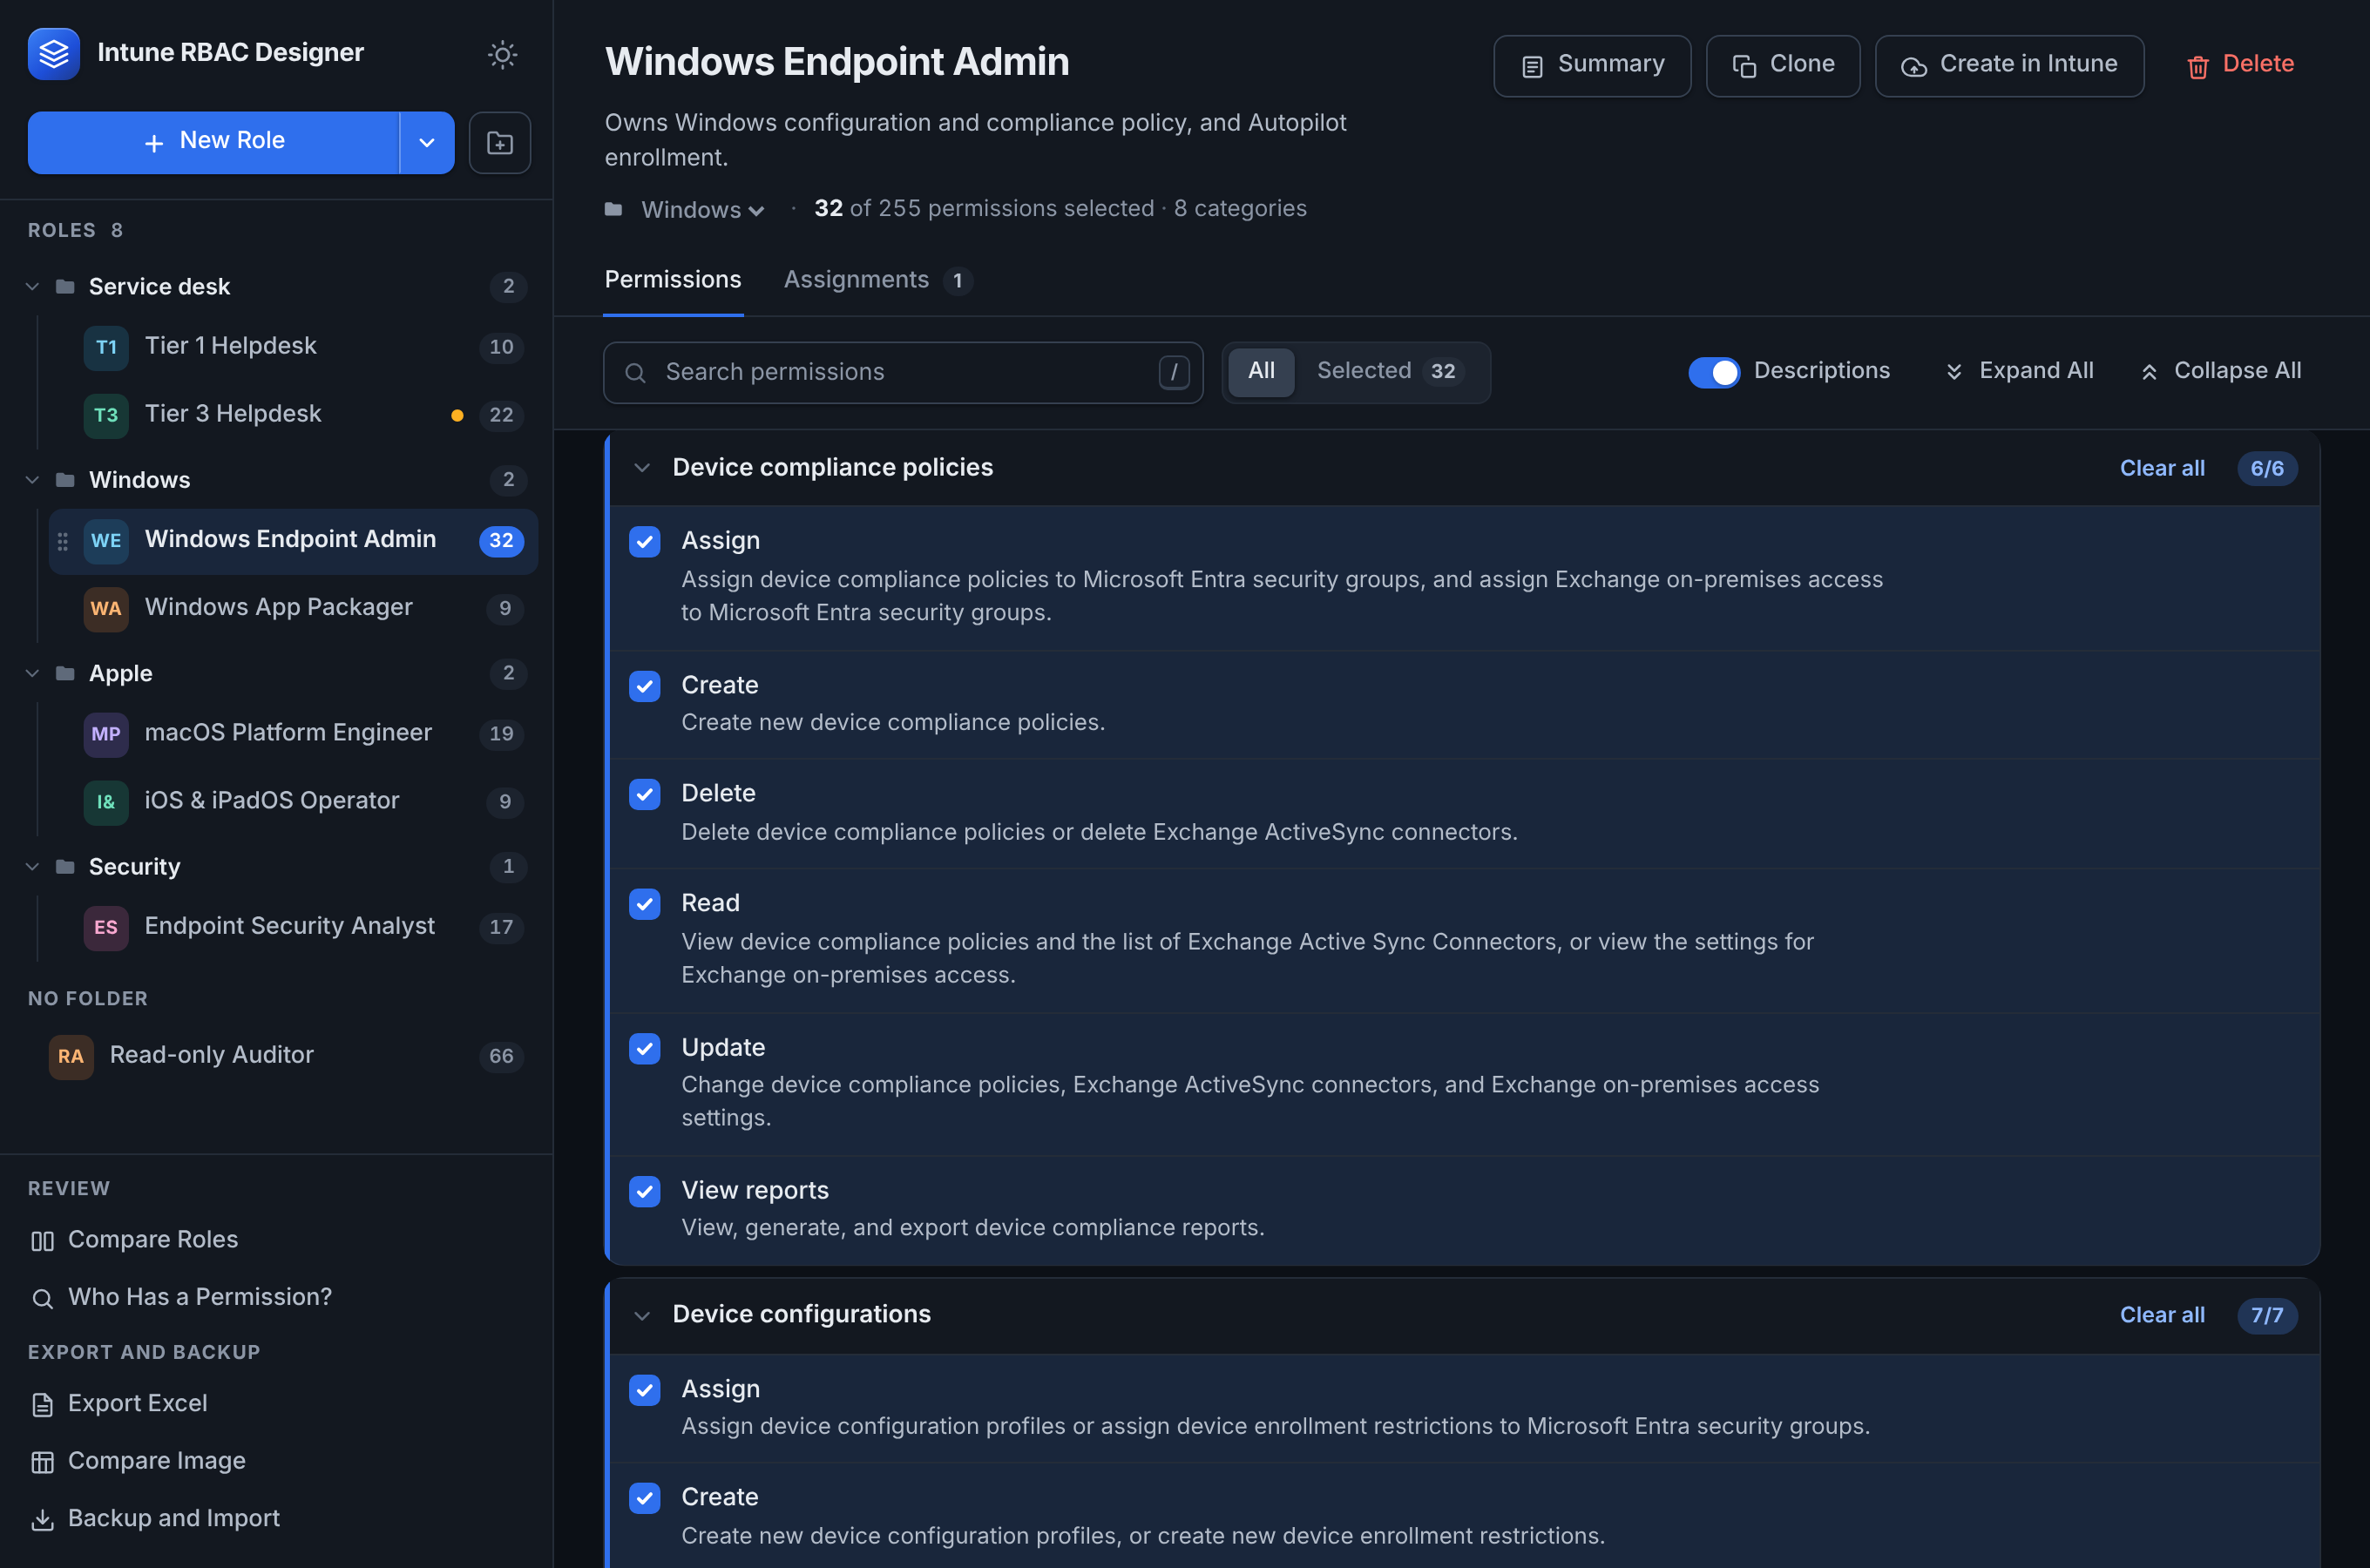 Intune RBAC Designer
New Role
ROLES 8
Service desk 2
T1 Tier 1 Helpdesk 10
T3 Tier 3 Helpdesk 22
Windows 2
WE Windows Endpoint Admin 32
WA Windows App Packager 9
Apple 2
MP macOS Platform Engineer 19
I& iOS & iPadOS Operator 9
Security 1
ES Endpoint Security Analyst 17
NO FOLDER
RA Read-only Auditor 66
REVIEW
Compare Roles
Who Has a Permission?
EXPORT AND BACKUP
Export Excel
Compare Image
Backup and Import
Windows Endpoint Admin
Summary
Clone
Create in Intune
Delete
Owns Windows configuration and compliance policy, and Autopilot
enrollment.
Windows · 32 of 255 permissions selected · 8 categories
Permissions Assignments 1
Search permissions /
All Selected 32
Descriptions
Expand All
Collapse All
Device compliance policies Clear all 6/6
Assign
Assign device compliance policies to Microsoft Entra security groups, and assign Exchange on-premises access
to Microsoft Entra security groups.
Create
Create new device compliance policies.
Delete
Delete device compliance policies or delete Exchange ActiveSync connectors.
Read
View device compliance policies and the list of Exchange Active Sync Connectors, or view the settings for
Exchange on-premises access.
Update
Change device compliance policies, Exchange ActiveSync connectors, and Exchange on-premises access
settings.
View reports
View, generate, and export device compliance reports.
Device configurations Clear all 7/7
Assign
Assign device configuration profiles or assign device enrollment restrictions to Microsoft Entra security groups.
Create
Create new device configuration profiles, or create new device enrollment restrictions.